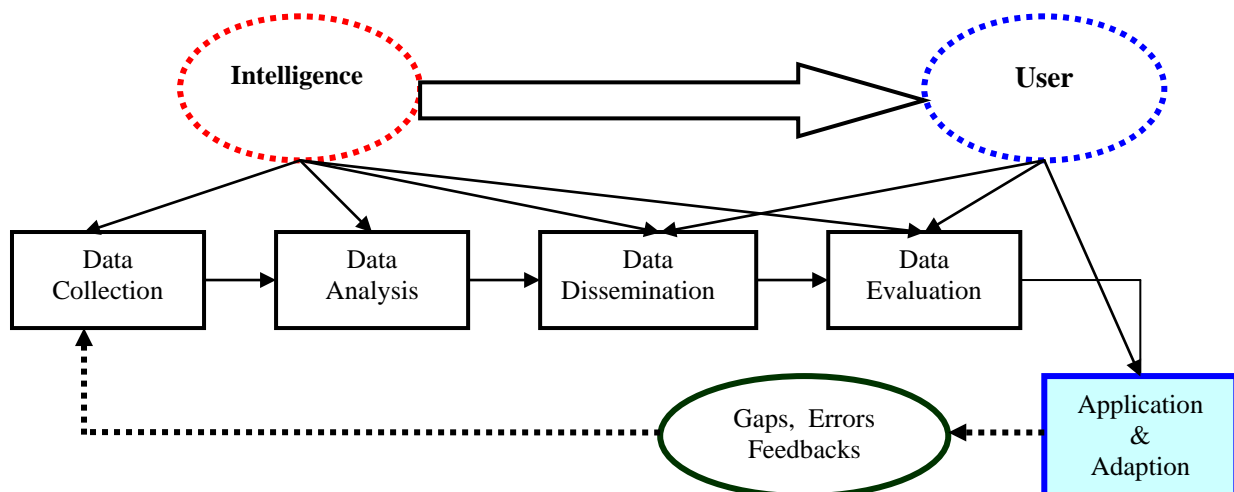 Intelligence
User
Data
Collection
Data
Analysis
Data
Dissemination
Data
Evaluation
Gaps, Errors
Feedbacks
Application
&
Adaption